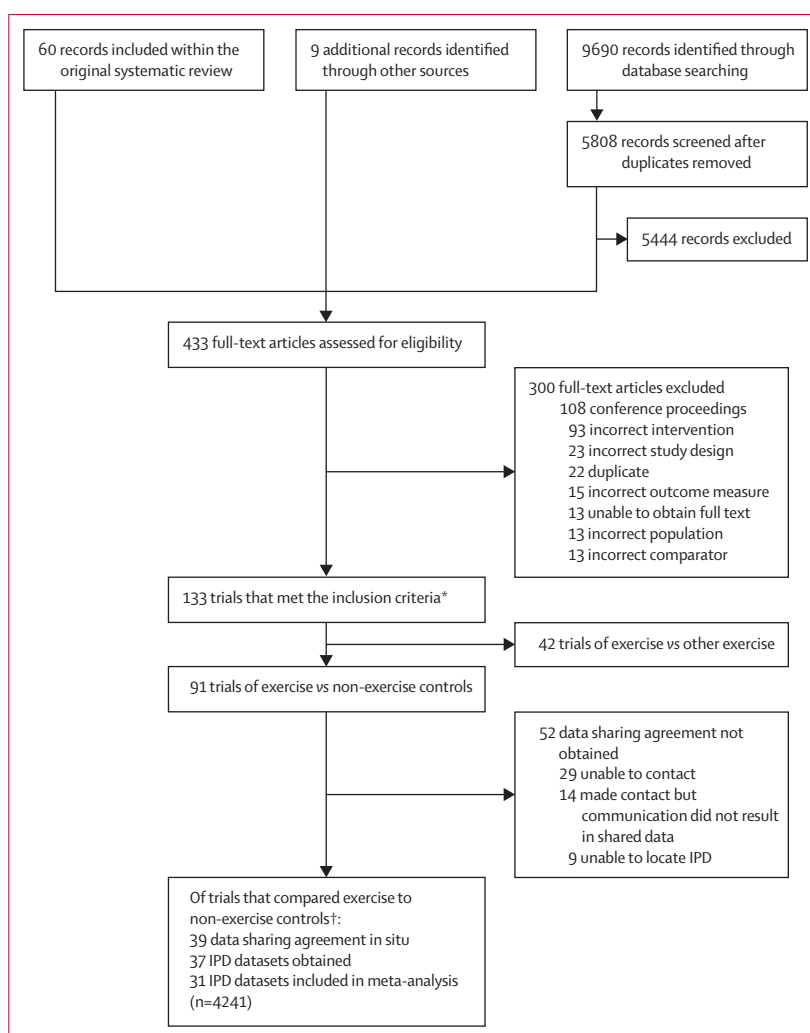 60 records included within the
original systematic review
9 additional records identified
through other sources
9690 records identified through
database searching
5808 records screened after
duplicates removed
5444 records excluded
433 full-text articles assessed for eligibility
300 full-text articles excluded
108 conference proceedings
93 incorrect intervention
23 incorrect study design
22 duplicate
15 incorrect outcome measure
13 unable to obtain full text
13 incorrect population
13 incorrect comparator
133 trials that met the inclusion criteria*
42 trials of exercise vs other exercise
91 trials of exercise vs non-exercise controls
52 data sharing agreement not
obtained
29 unable to contact
14 made contact but
communication did not result
in shared data
9 unable to locate IPD
Of trials that compared exercise to
non-exercise controls†:
39 data sharing agreement in situ
37 IPD datasets obtained
31 IPD datasets included in meta-analysis
(n=4241)